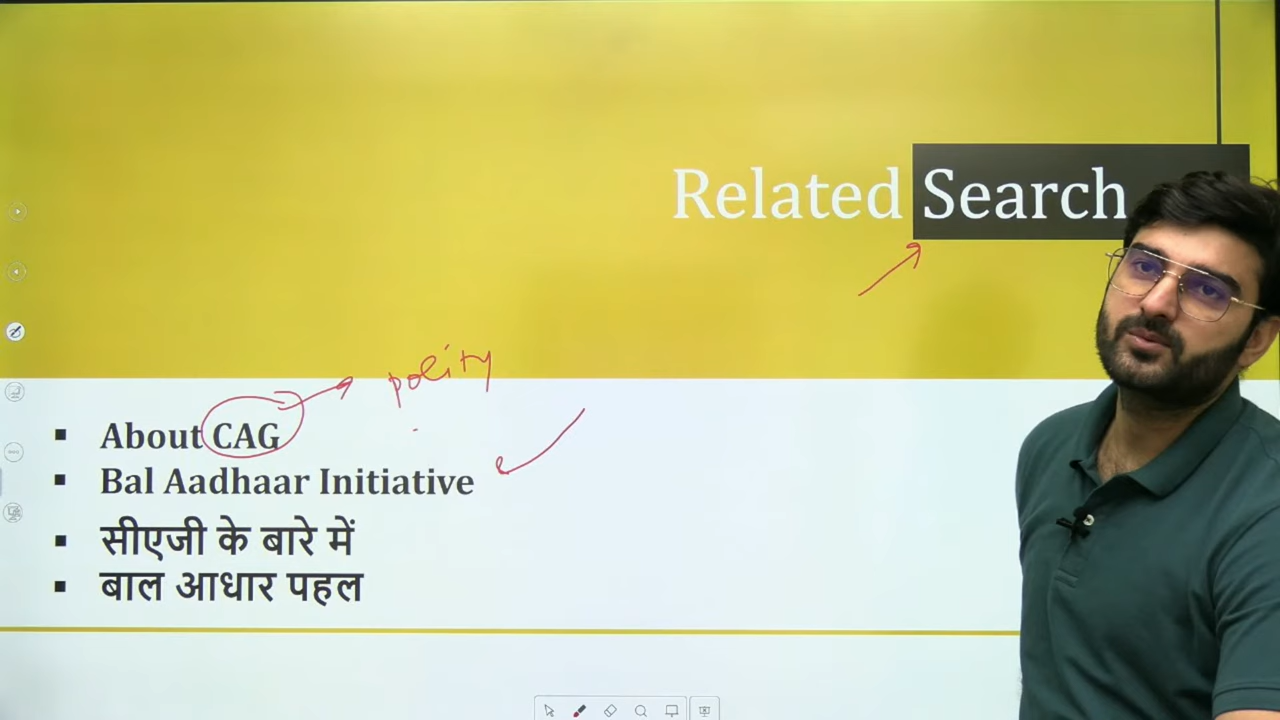 Related Search
polity
About CAG
Bal Aadhaar Initiative
सीएजी के बारे में
बाल आधार पहल